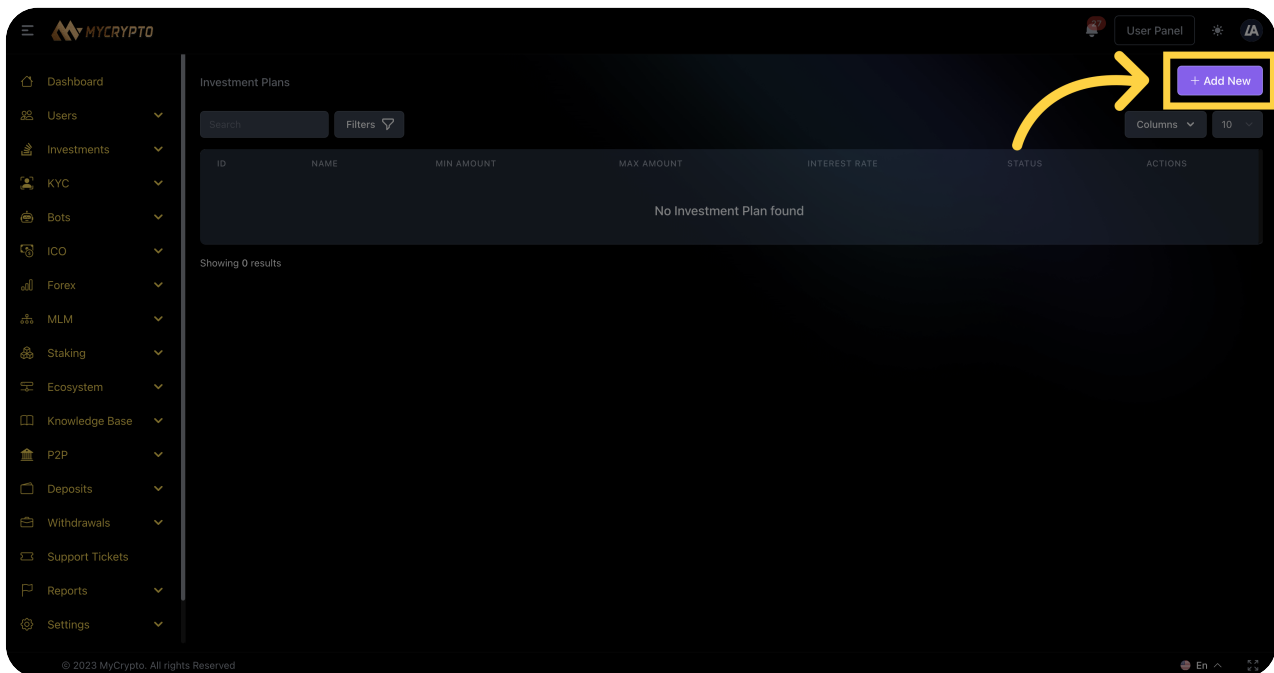 MYCRYPTO
User Panel
Dashboard
Users
Investments
KYC
Bots
ICO
Forex
MLM
Staking
Ecosystem
Knowledge Base
P2P
Deposits
Withdrawals
Support Tickets
Reports
Settings
Investment Plans
+ Add New
Search
Filters
Columns
10
ID NAME MIN AMOUNT MAX AMOUNT INTEREST RATE STATUS ACTIONS
No Investment Plan found
Showing 0 results
© 2023 MyCrypto. All rights Reserved
En